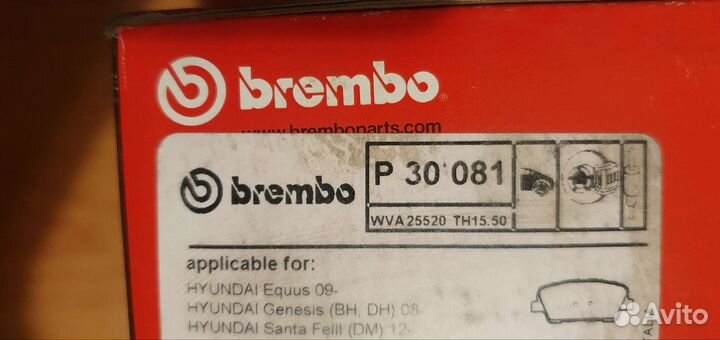 brembo
www.bremboparts.com
brembo
P 30 081
WVA 25520 TH15.50
applicable for:
HYUNDAI Equus 09-
HYUNDAI Genesis (BH, DH) 08-
HYUNDAI Santa FeIII (DM) 12-
Avito